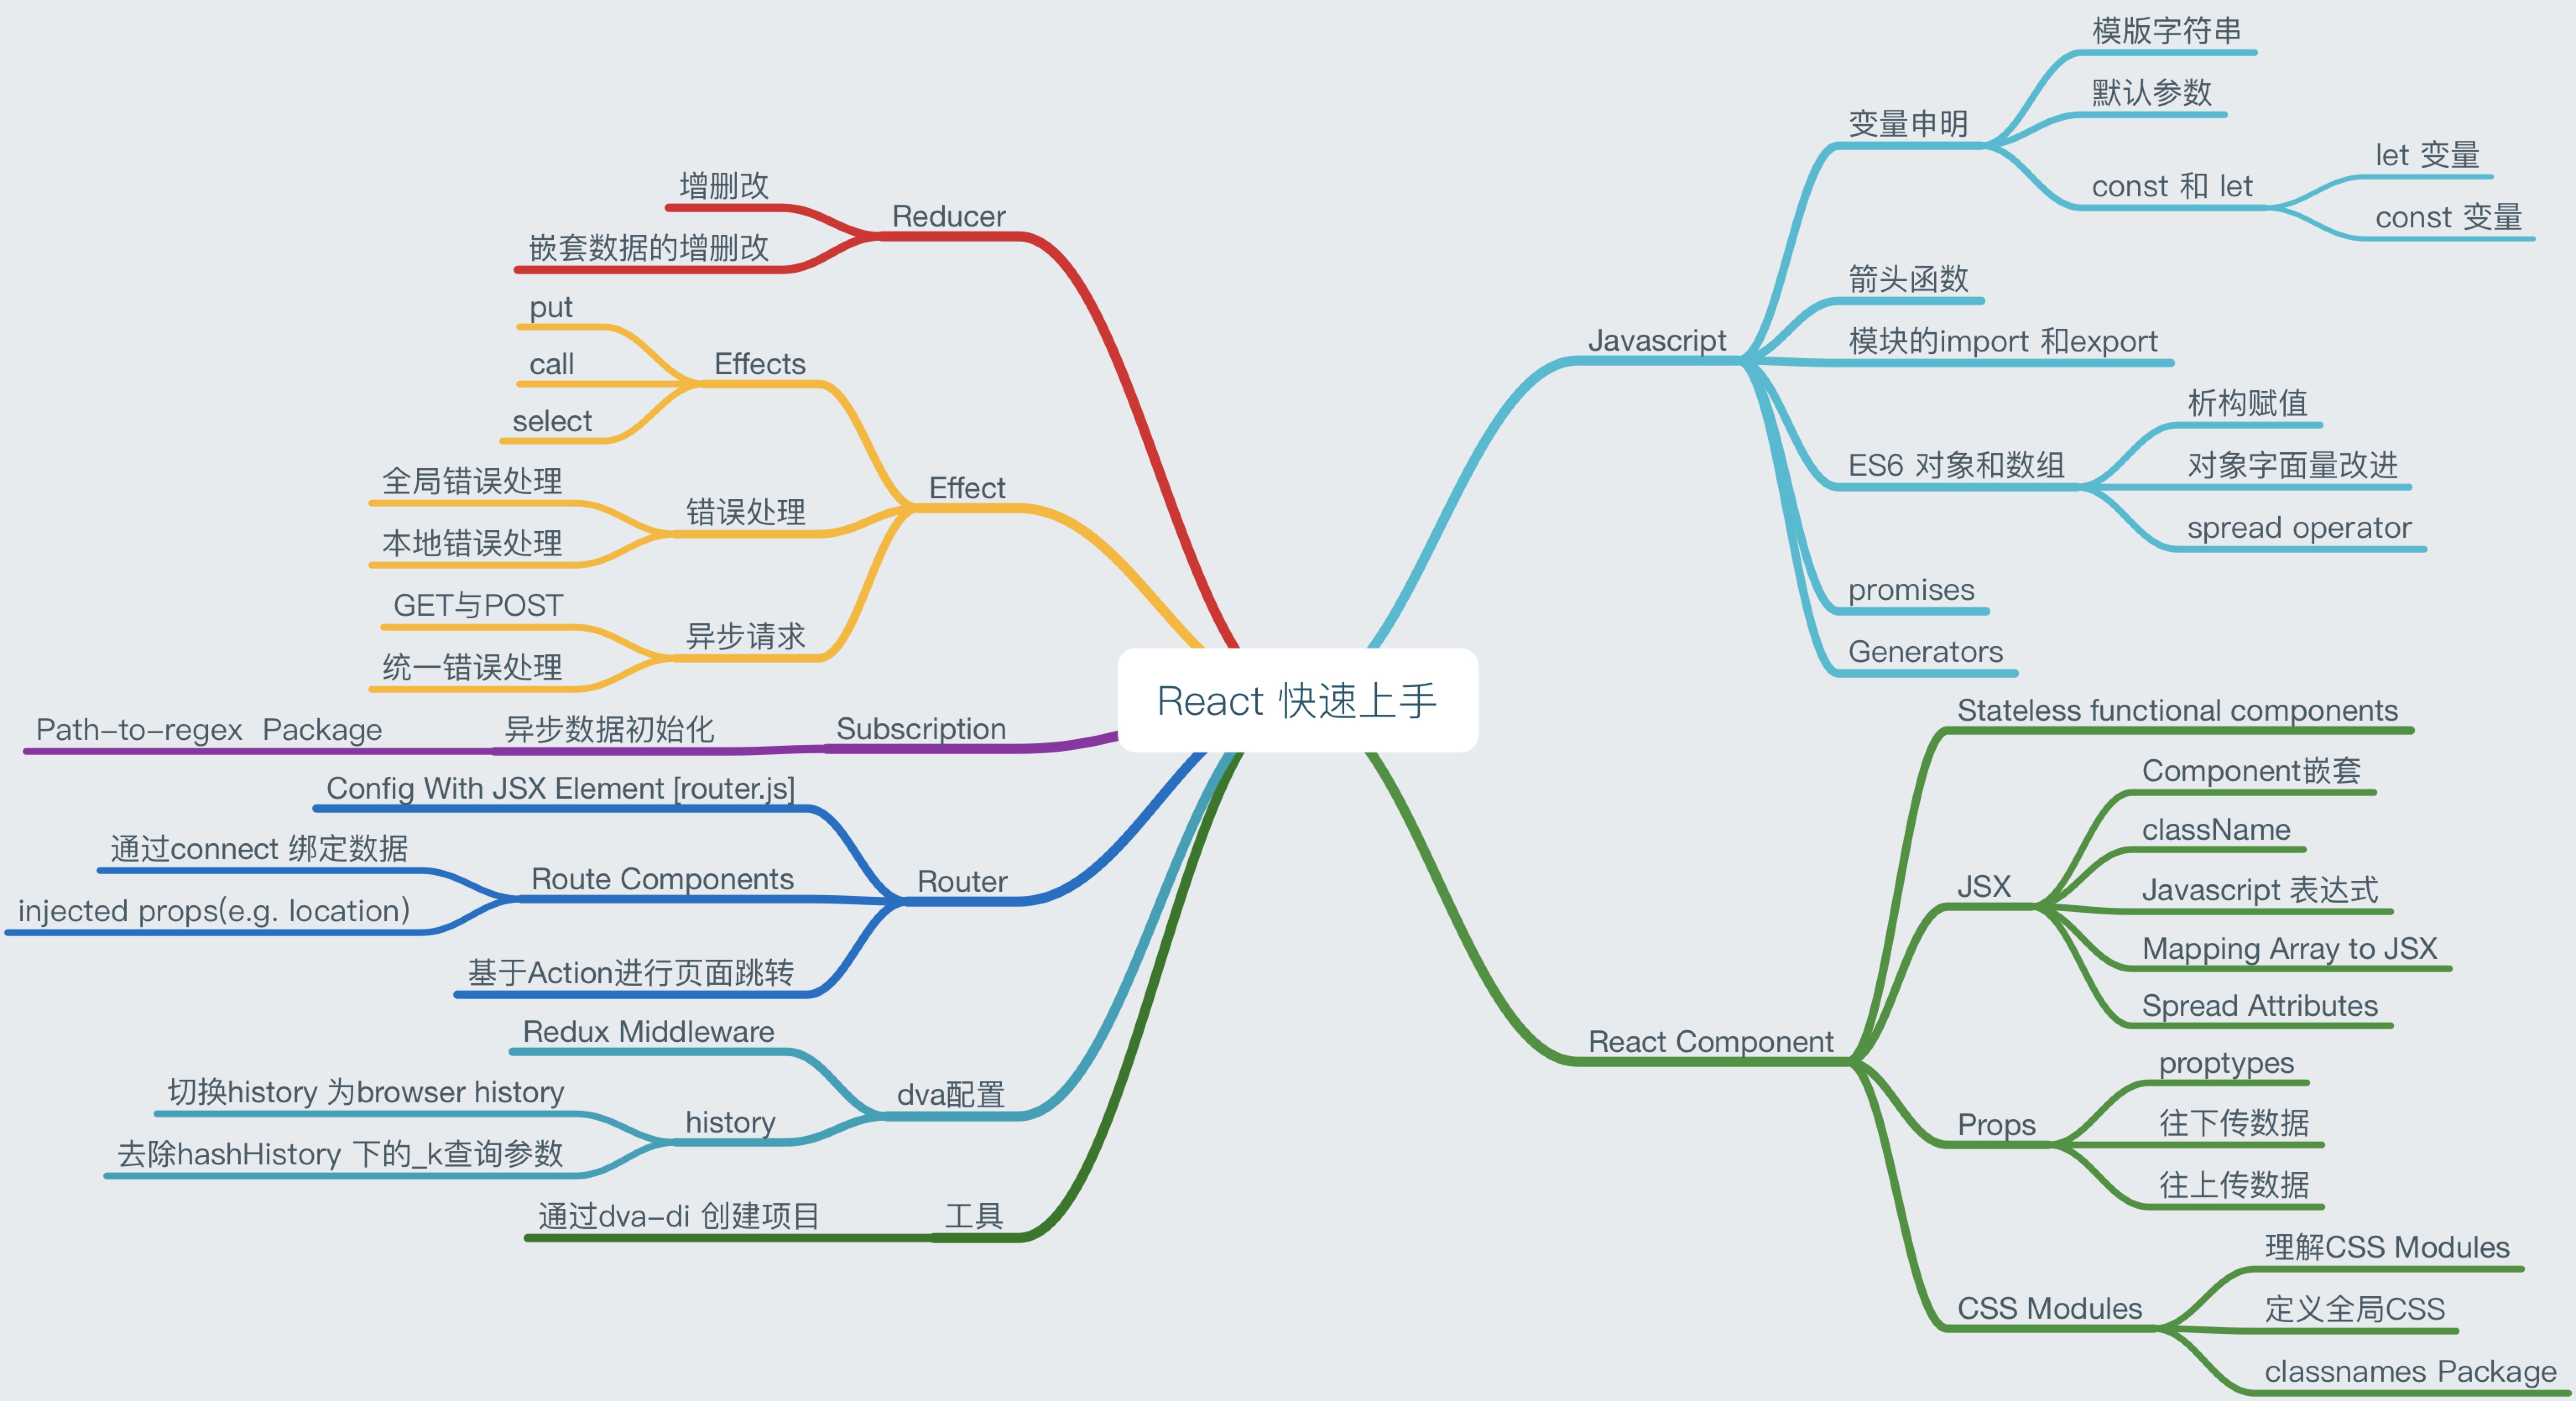 React 快速上手
Javascript
变量申明
模版字符串
默认参数
const 和 let
let 变量
const 变量
箭头函数
模块的import 和export
ES6 对象和数组
析构赋值
对象字面量改进
spread operator
promises
Generators
React Component
Stateless functional components
JSX
Component嵌套
className
Javascript 表达式
Mapping Array to JSX
Spread Attributes
Props
proptypes
往下传数据
往上传数据
CSS Modules
理解CSS Modules
定义全局CSS
classnames Package
Reducer
增删改
嵌套数据的增删改
Effect
Effects
put
call
select
错误处理
全局错误处理
本地错误处理
异步请求
GET与POST
统一错误处理
Subscription
异步数据初始化
Path-to-regex Package
Router
Config With JSX Element [router.js]
Route Components
通过connect 绑定数据
injected props(e.g. location)
基于Action进行页面跳转
dva配置
Redux Middleware
history
切换history 为browser history
去除hashHistory 下的_k查询参数
工具
通过dva-di 创建项目